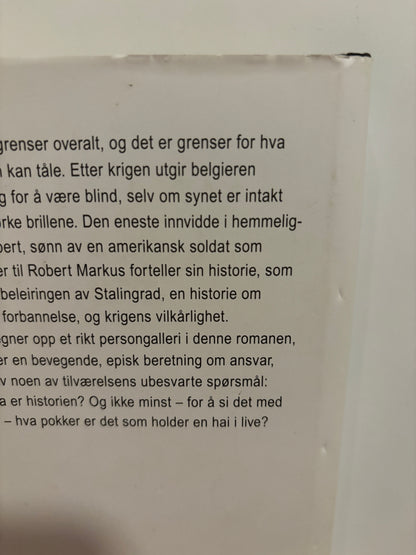 grenser overalt, og det er grenser for hva
kan tåle. Etter krigen utgir belgieren
for å være blind, selv om synet er intakt
brillene. Den eneste innvidde i hemmelig-
sønn av en amerikansk soldat som
til Robert Markus forteller sin historie, som
beleiringen av Stalingrad, en historie om
forbannelse, og krigens vilkårlighet.
opp et rikt persongalleri i denne romanen,
er en bevegende, episk beretning om ansvar,
noen av tilværelsens ubesvarte spørsmål:
er historien? Og ikke minst – for å si det med
– hva pokker er det som holder en hai i live?